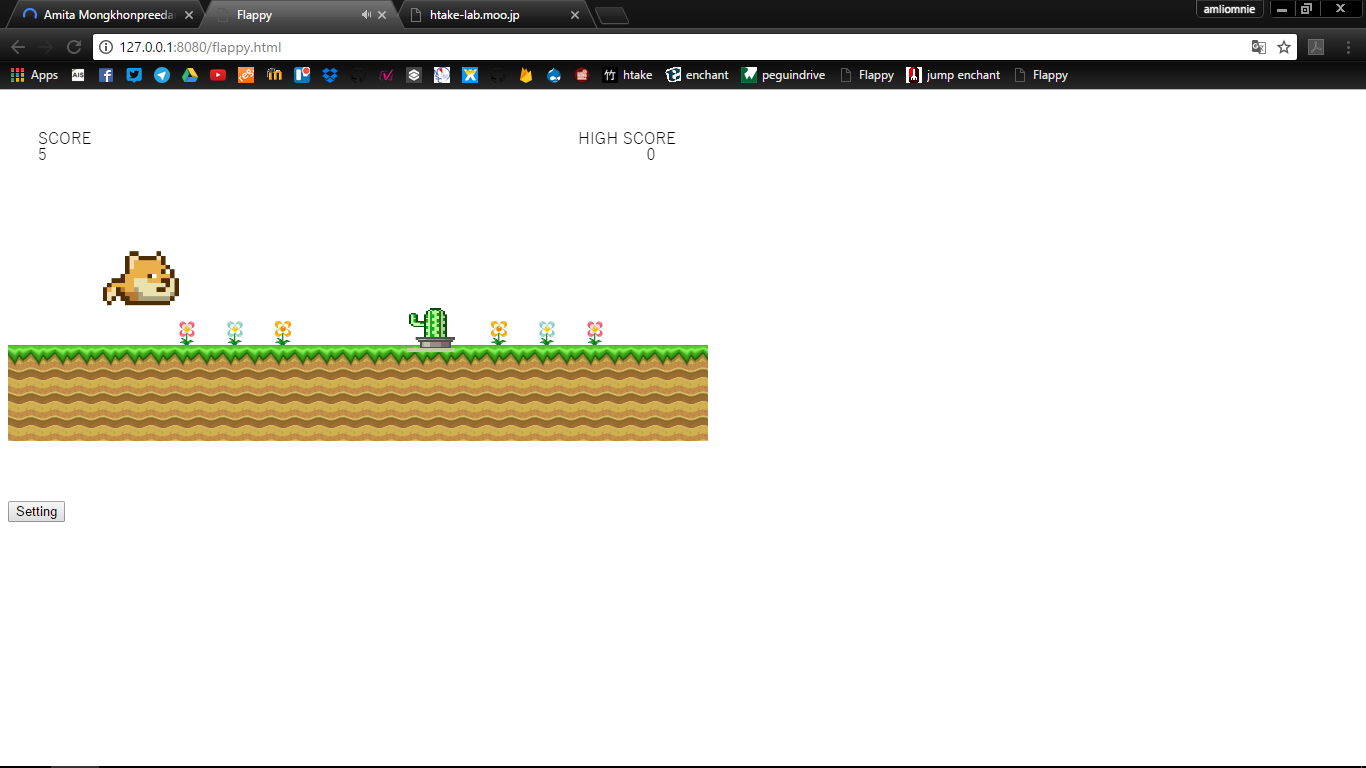 Amita Mongkhonpreeda
Flappy
htake-lab.moo.jp
amliomnie
127.0.0.1:8080/flappy.html
Apps
AIS
htake
enchant
peguindrive
Flappy
jump enchant
Flappy
SCORE
5
HIGH SCORE
0
Setting